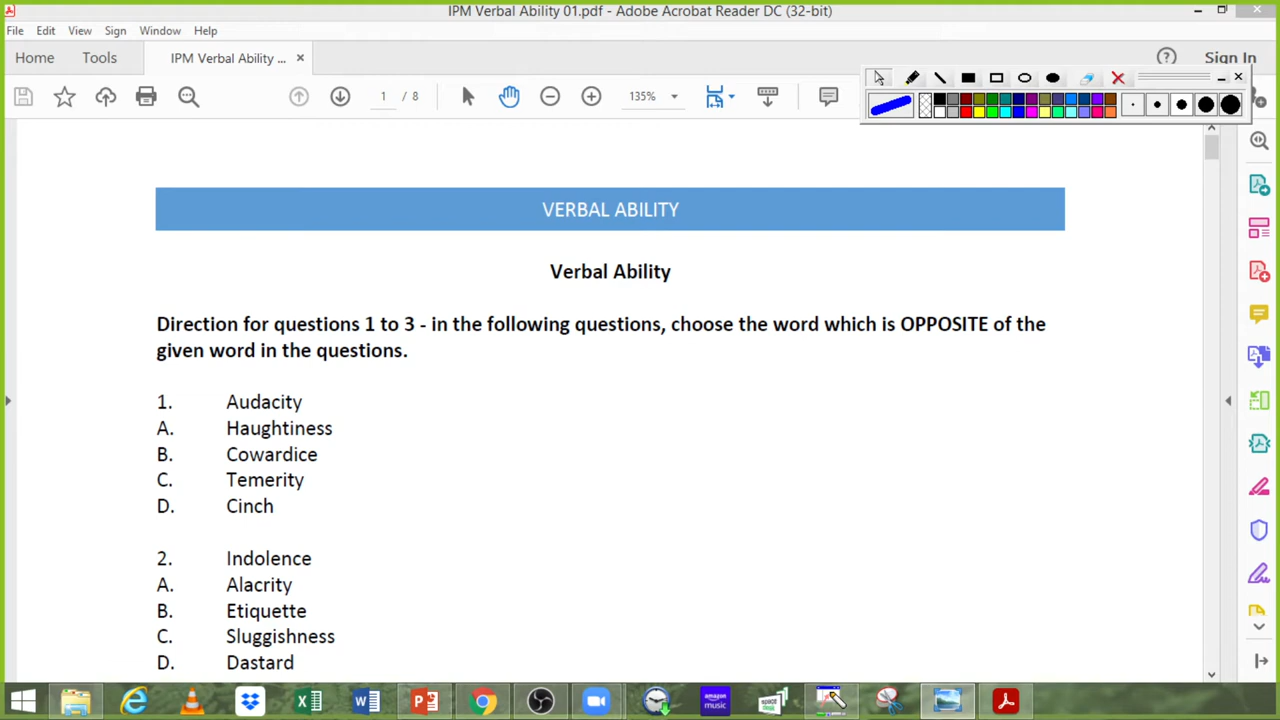 IPM Verbal Ability 01.pdf - Adobe Acrobat Reader DC (32-bit)
File Edit View Sign Window Help
Home Tools IPM Verbal Ability ... Sign In
1 / 8 135%
VERBAL ABILITY
Verbal Ability
Direction for questions 1 to 3 - in the following questions, choose the word which is OPPOSITE of the
given word in the questions.
1. Audacity
A. Haughtiness
B. Cowardice
C. Temerity
D. Cinch
2. Indolence
A. Alacrity
B. Etiquette
C. Sluggishness
D. Dastard
amazon
music